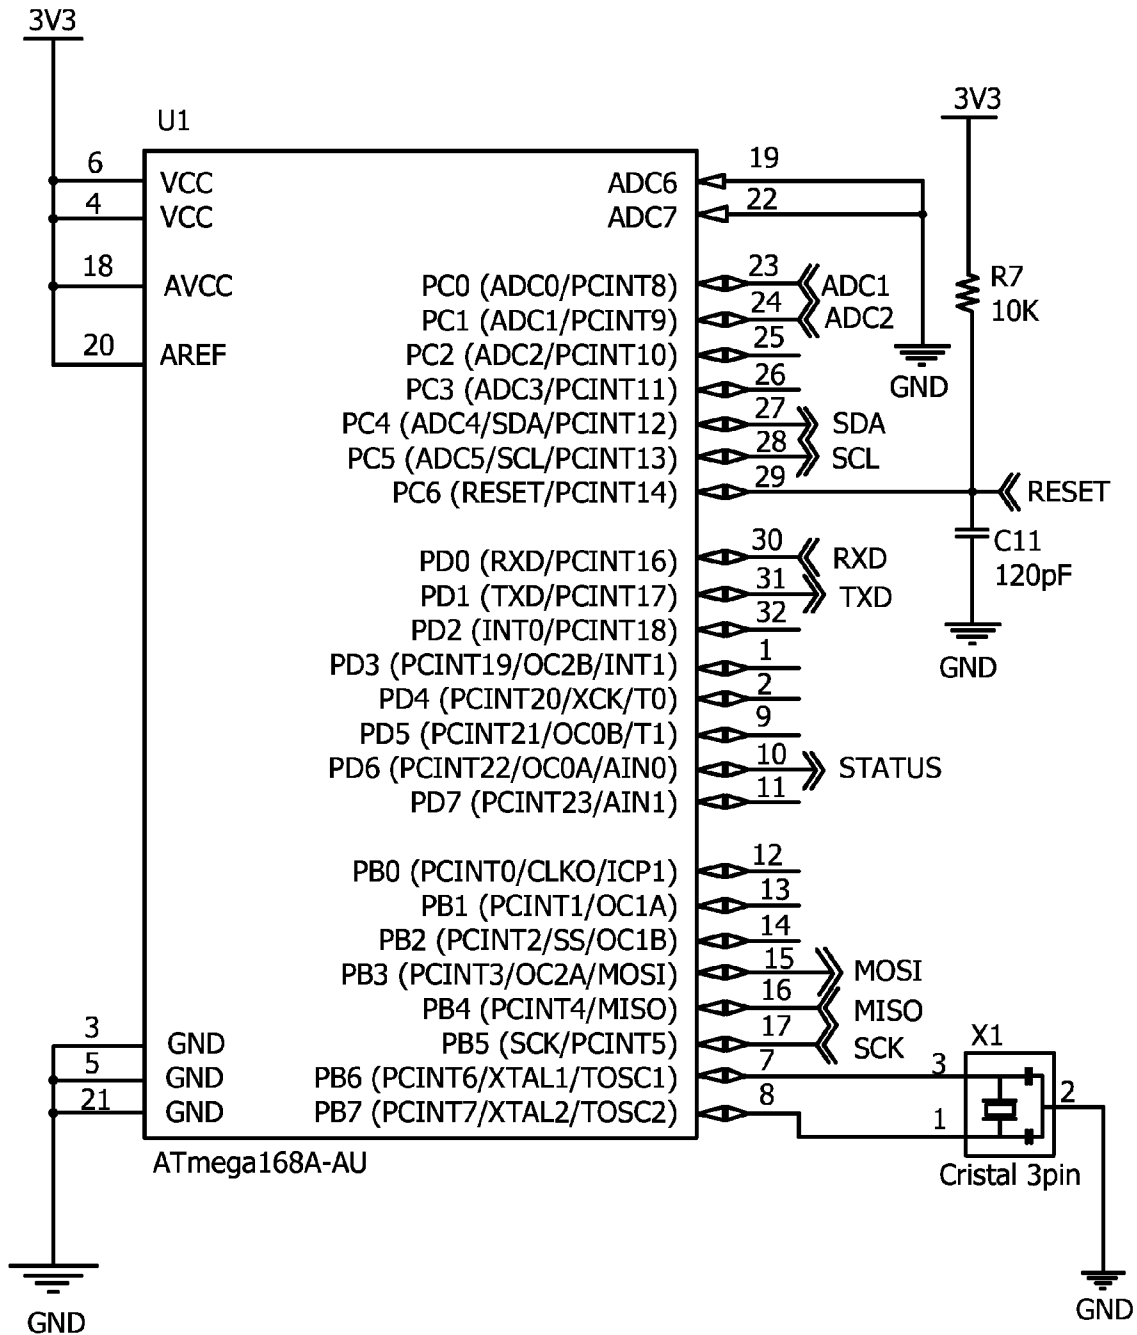 3V3
U1
3V3
6
VCC
4
VCC
18
AVCC
20
AREF
ADC6
19
ADC7
22
GND
R7
10K
PC0 (ADC0/PCINT8)
23
ADC1
PC1 (ADC1/PCINT9)
24
ADC2
PC2 (ADC2/PCINT10)
25
PC3 (ADC3/PCINT11)
26
PC4 (ADC4/SDA/PCINT12)
27
SDA
PC5 (ADC5/SCL/PCINT13)
28
SCL
PC6 (RESET/PCINT14)
29
RESET
C11
120pF
GND
PD0 (RXD/PCINT16)
30
RXD
PD1 (TXD/PCINT17)
31
TXD
PD2 (INT0/PCINT18)
32
PD3 (PCINT19/OC2B/INT1)
1
PD4 (PCINT20/XCK/T0)
2
PD5 (PCINT21/OC0B/T1)
9
PD6 (PCINT22/OC0A/AIN0)
10
STATUS
PD7 (PCINT23/AIN1)
11
PB0 (PCINT0/CLKO/ICP1)
12
PB1 (PCINT1/OC1A)
13
PB2 (PCINT2/SS/OC1B)
14
PB3 (PCINT3/OC2A/MOSI)
15
MOSI
PB4 (PCINT4/MISO)
16
MISO
PB5 (SCK/PCINT5)
17
SCK
PB6 (PCINT6/XTAL1/TOSC1)
7
PB7 (PCINT7/XTAL2/TOSC2)
8
3
GND
5
GND
21
GND
X1
3
2
1
Cristal 3pin
ATmega168A-AU
GND
GND